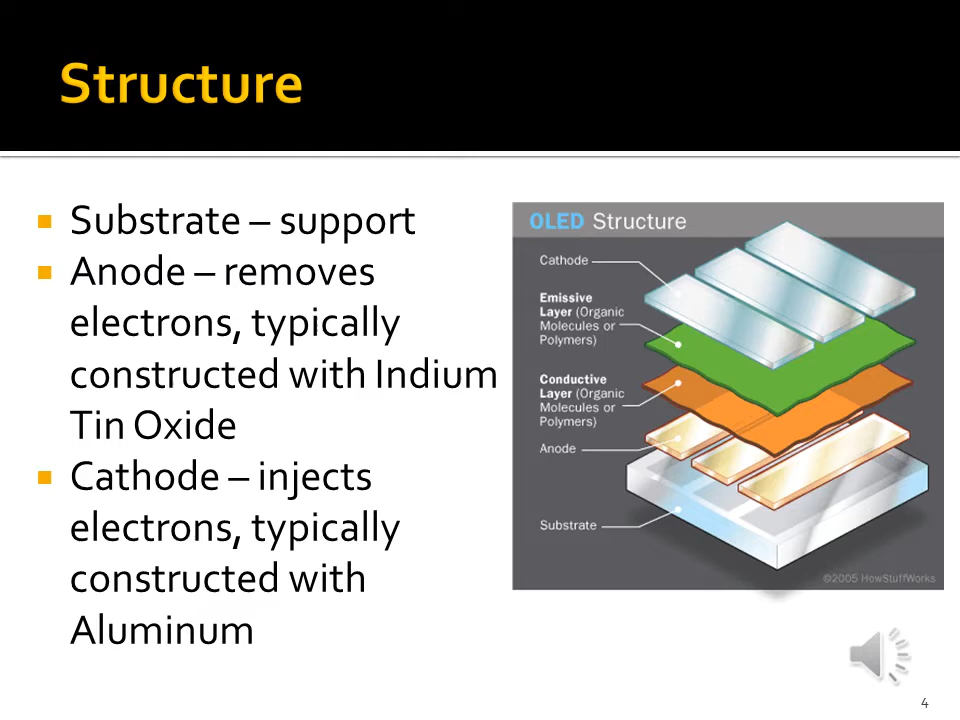 Structure
Substrate – support
Anode – removes
electrons, typically
constructed with Indium
Tin Oxide
Cathode – injects
electrons, typically
constructed with
Aluminum
OLED Structure
Cathode
Emissive
Layer (Organic
Molecules or
Polymers)
Conductive
Layer (Organic
Molecules or
Polymers)
Anode
Substrate
©2005 HowStuffWorks
4